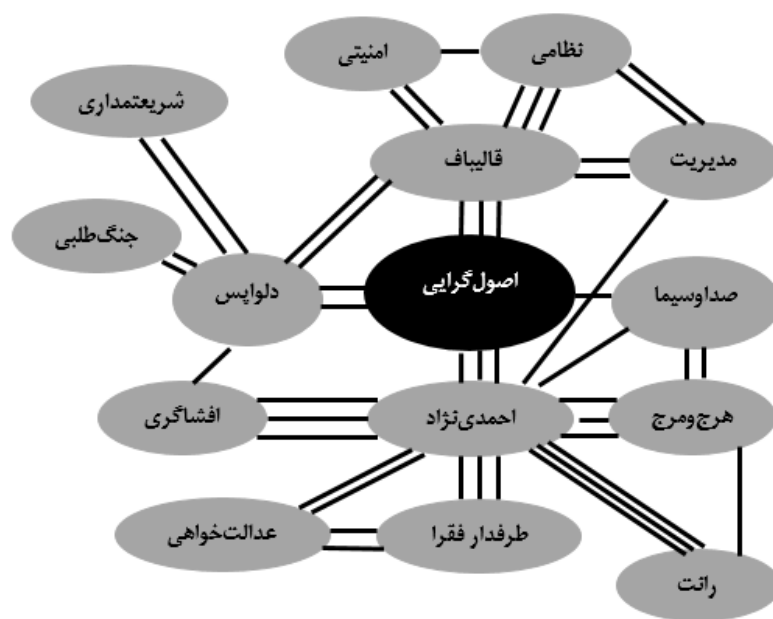 نظامی
امنیتی
شریعتمداری
مدیریت
قالیباف
جنگ‌طلبی
اصول‌گرایی
صداوسیما
دلواپس
هرج‌ومرج
احمدی‌نژاد
افشاگری
طرفدار فقرا
عدالت‌خواهی
رانت